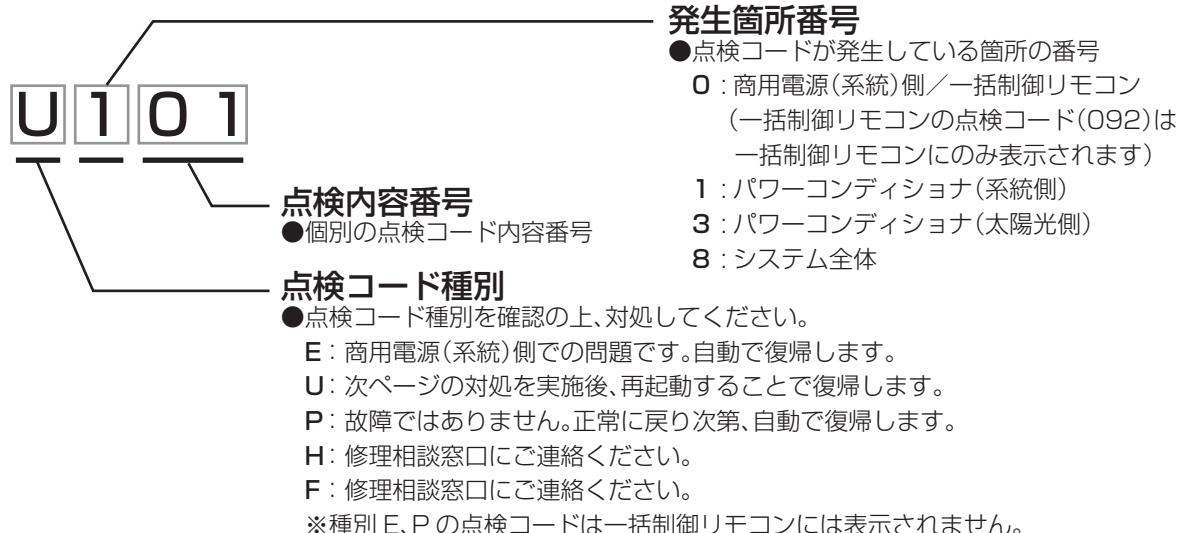 U101
発生箇所番号
●点検コードが発生している箇所の番号
0：商用電源(系統)側／一括制御リモコン
(一括制御リモコンの点検コード(092)は
一括制御リモコンにのみ表示されます)
1：パワーコンディショナ(系統側)
3：パワーコンディショナ(太陽光側)
8：システム全体
点検内容番号
●個別の点検コード内容番号
点検コード種別
●点検コード種別を確認の上、対処してください。
E：商用電源(系統)側での問題です。自動で復帰します。
U：次ページの対処を実施後、再起動することで復帰します。
P：故障ではありません。正常に戻り次第、自動で復帰します。
H：修理相談窓口にご連絡ください。
F：修理相談窓口にご連絡ください。
※種別 E、P の点検コードは一括制御リモコンには表示されません。